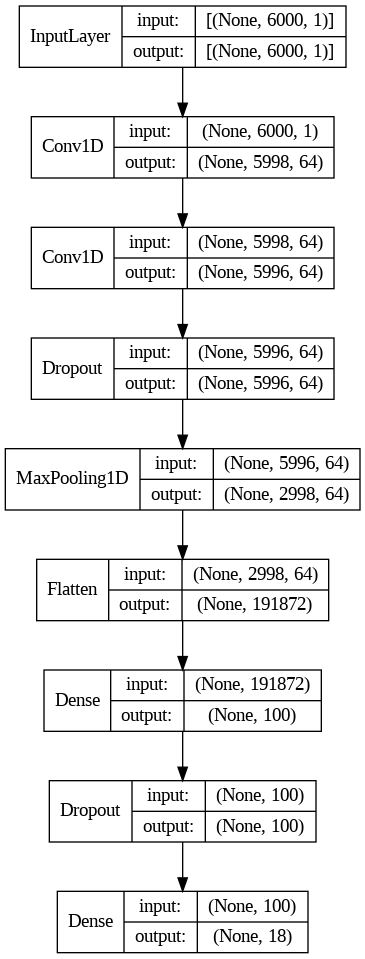 InputLayer
input: [(None, 6000, 1)]
output: [(None, 6000, 1)]
Conv1D
input: (None, 6000, 1)
output: (None, 5998, 64)
Conv1D
input: (None, 5998, 64)
output: (None, 5996, 64)
Dropout
input: (None, 5996, 64)
output: (None, 5996, 64)
MaxPooling1D
input: (None, 5996, 64)
output: (None, 2998, 64)
Flatten
input: (None, 2998, 64)
output: (None, 191872)
Dense
input: (None, 191872)
output: (None, 100)
Dropout
input: (None, 100)
output: (None, 100)
Dense
input: (None, 100)
output: (None, 18)